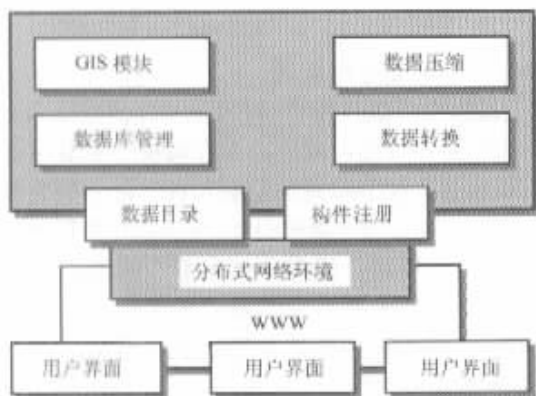 GIS 模块
数据压缩
数据库管理
数据转换
数据目录
构件注册
分布式网络环境
WWW
用户界面
用户界面
用户界面